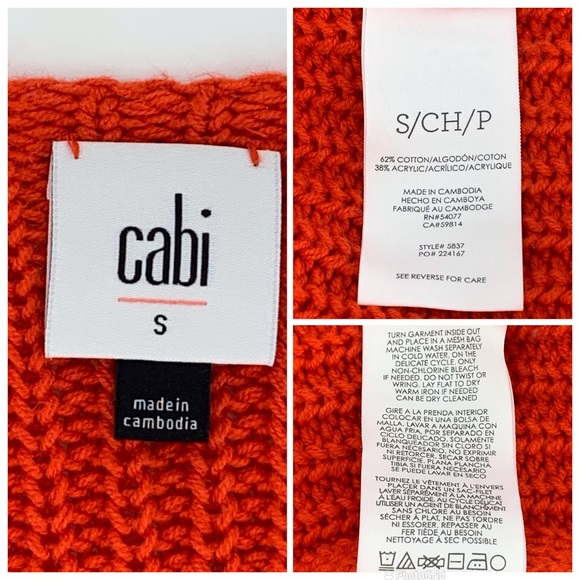 cabi
S
made in
cambodia
S/CH/P
62% COTTON/ALGODÓN/COTON
38% ACRYLIC/ACRÍLICO/ACRYLIQUE
MADE IN CAMBODIA
HECHO EN CAMBOYA
FABRIQUÉ AU CAMBODGE
RN#54077
CA#59814
STYLE# 5837
PO# 224167
SEE REVERSE FOR CARE
TURN GARMENT INSIDE OUT
AND PLACE IN A MESH BAG
MACHINE WASH SEPARATELY
IN COLD WATER, ON THE
DELICATE CYCLE. ONLY
NON-CHLORINE BLEACH
IF NEEDED. DO NOT TWIST OR
WRING. LAY FLAT TO DRY
WARM IRON IF NEEDED
CAN BE DRY CLEANED
GIRE A LA PRENDA INTERIOR
COLOCAR EN UNA BOLSA DE
MALLA. LAVAR A MAQUINA CON
AGUA FRIA, POR SEPARADO EN
CICLO DELICADO. SOLAMENTE
BLANQUEADOR SIN CLORO SI
FUERA NECESARIO. NO EXPRIMIR
NI RETORCER. SECAR SOBRE
SUPERFICIE. PLANA PLANCHA
TIBIA SI FUERA NECESARIO
SE PUEDE LAVAR EN SECO
TOURNEZ LE VÊTEMENT À L'ENVERS
PLACER DANS UN SAC-FILET
LAVER SÉPARÉMENT À LA MACHINE
À L'EAU FROIDE, AU CYCLE DÉLICAT
UTILISER UN AGENT DE BLANCHIMENT
SANS CHLORE AU BESOIN
SÉCHER À PLAT, NE PAS TORDRE
NI ESSORER. REPASSER AU
FER TIÈDE AU BESOIN
NETTOYAGE À SEC AU BESOIN